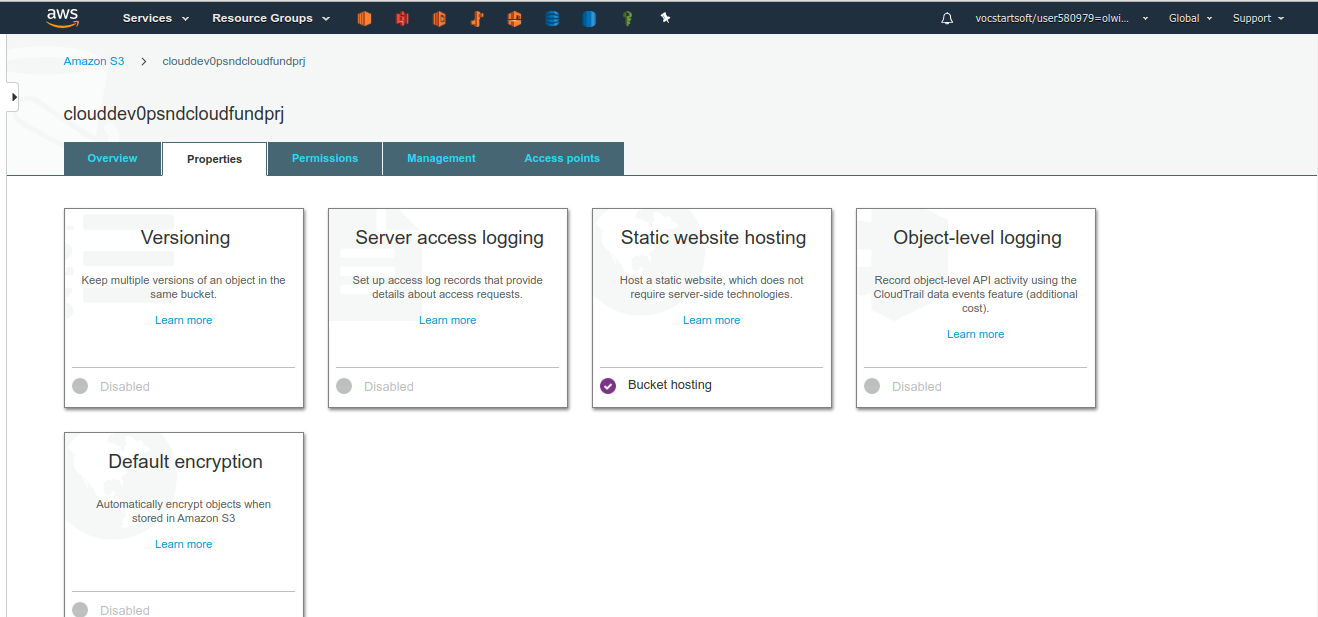 aws Services Resource Groups vocstartsoft/user580979=olwi... Global Support
Amazon S3 > clouddev0psndcloudfundprj
clouddev0psndcloudfundprj
Overview Properties Permissions Management Access points
Versioning
Keep multiple versions of an object in the
same bucket.
Learn more
Disabled
Server access logging
Set up access log records that provide
details about access requests.
Learn more
Disabled
Static website hosting
Host a static website, which does not
require server-side technologies.
Learn more
Bucket hosting
Object-level logging
Record object-level API activity using the
CloudTrail data events feature (additional
cost).
Learn more
Disabled
Default encryption
Automatically encrypt objects when
stored in Amazon S3
Learn more
Disabled